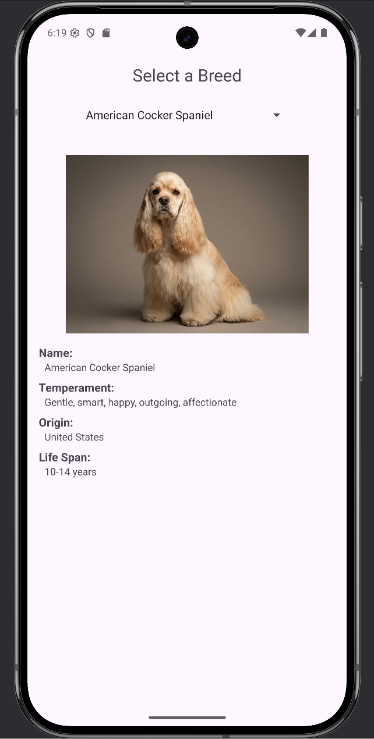 6:19
Select a Breed
American Cocker Spaniel
Name:
American Cocker Spaniel
Temperament:
Gentle, smart, happy, outgoing, affectionate
Origin:
United States
Life Span:
10-14 years